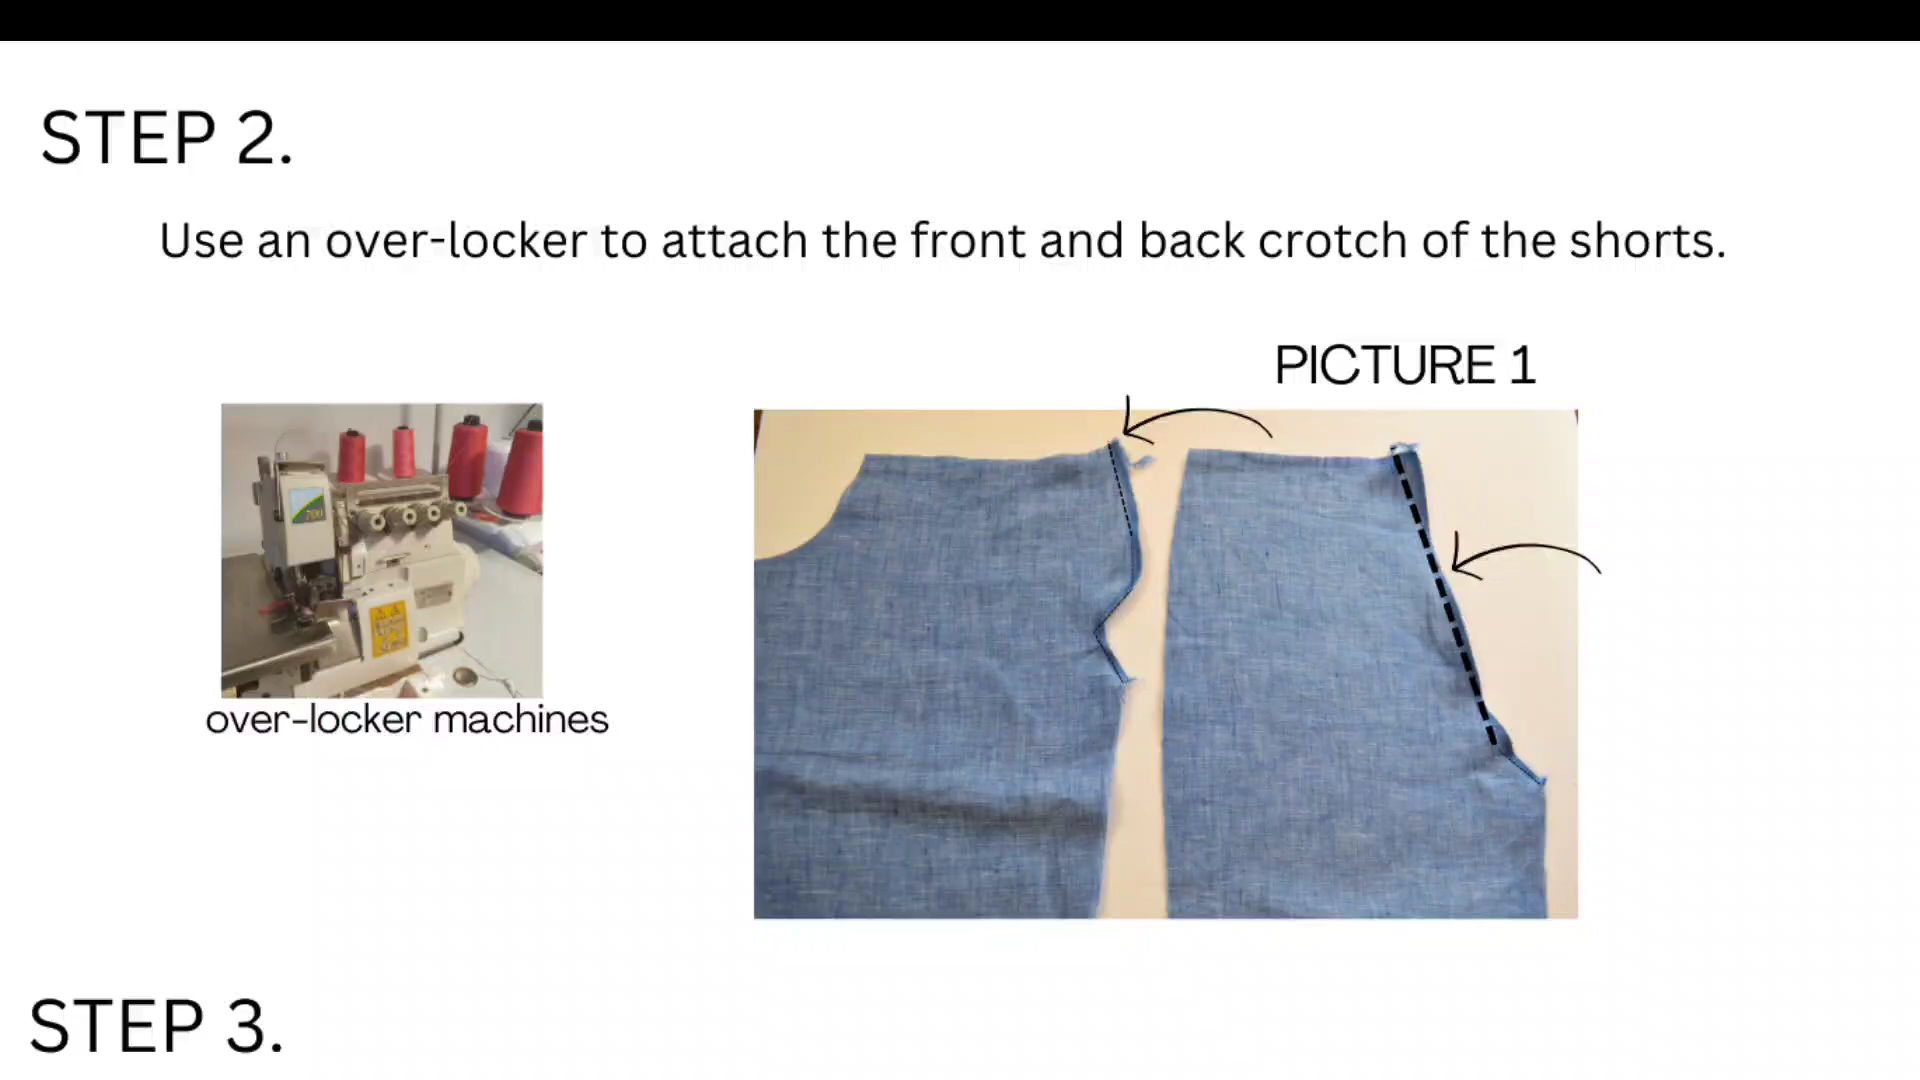 STEP 2.
Use an over-locker to attach the front and back crotch of the shorts.
PICTURE 1
700
over-locker machines
STEP 3.